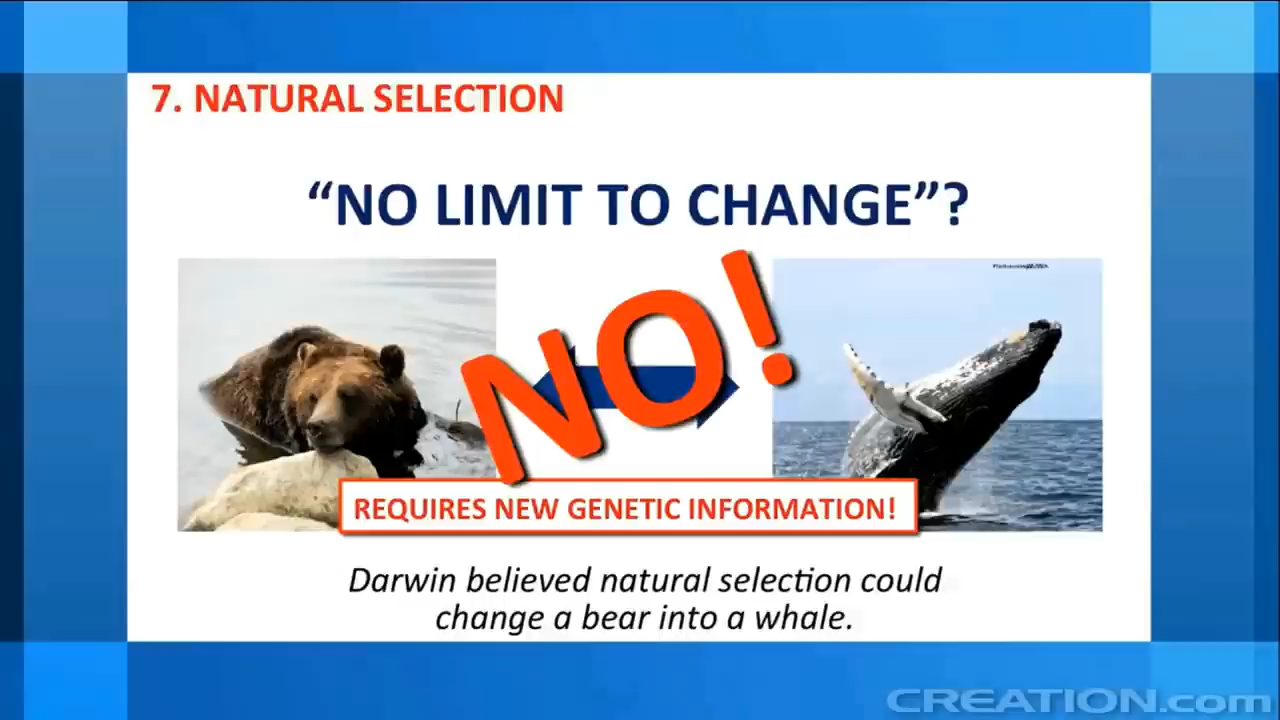 7. NATURAL SELECTION
“NO LIMIT TO CHANGE”?
NO!
REQUIRES NEW GENETIC INFORMATION!
Darwin believed natural selection could
change a bear into a whale.
CREATION.com